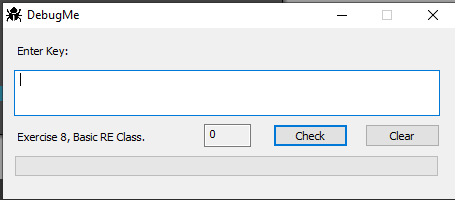 DebugMe
Enter Key:
Exercise 8, Basic RE Class.
0
Check
Clear